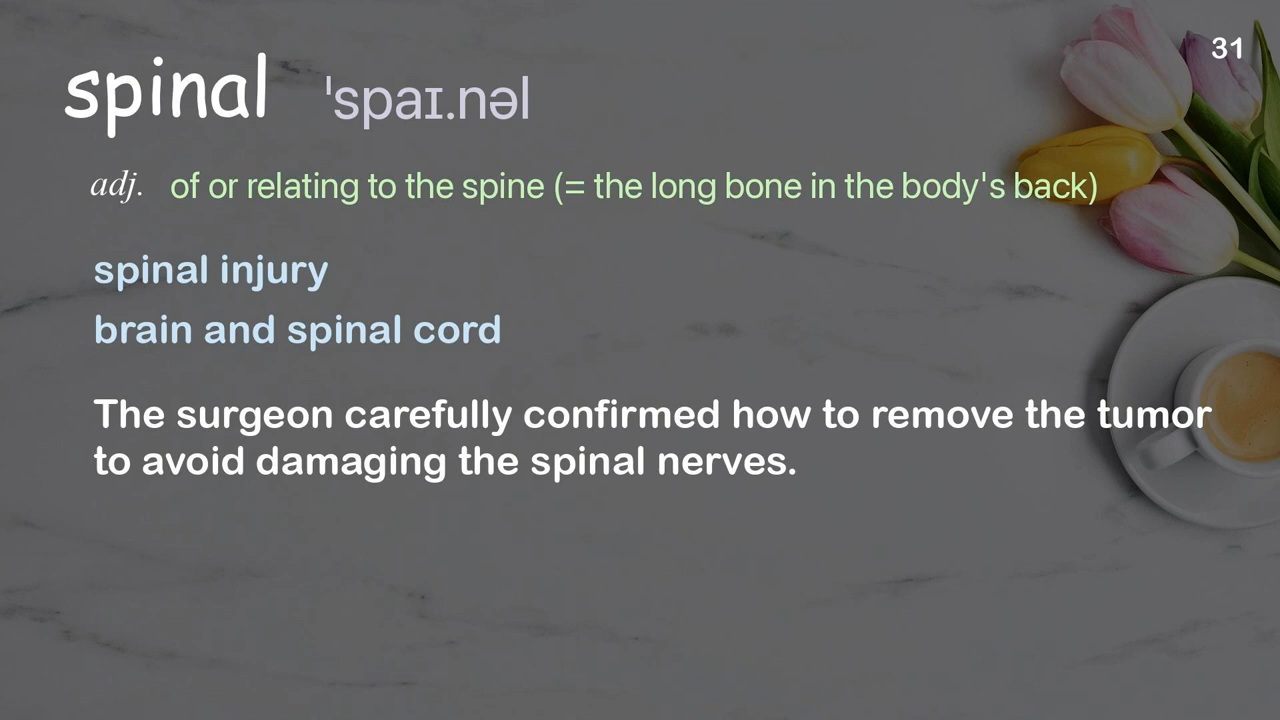 31
spinal ˈspaɪ.nəl
adj. of or relating to the spine (= the long bone in the body's back)
spinal injury
brain and spinal cord
The surgeon carefully confirmed how to remove the tumor
to avoid damaging the spinal nerves.